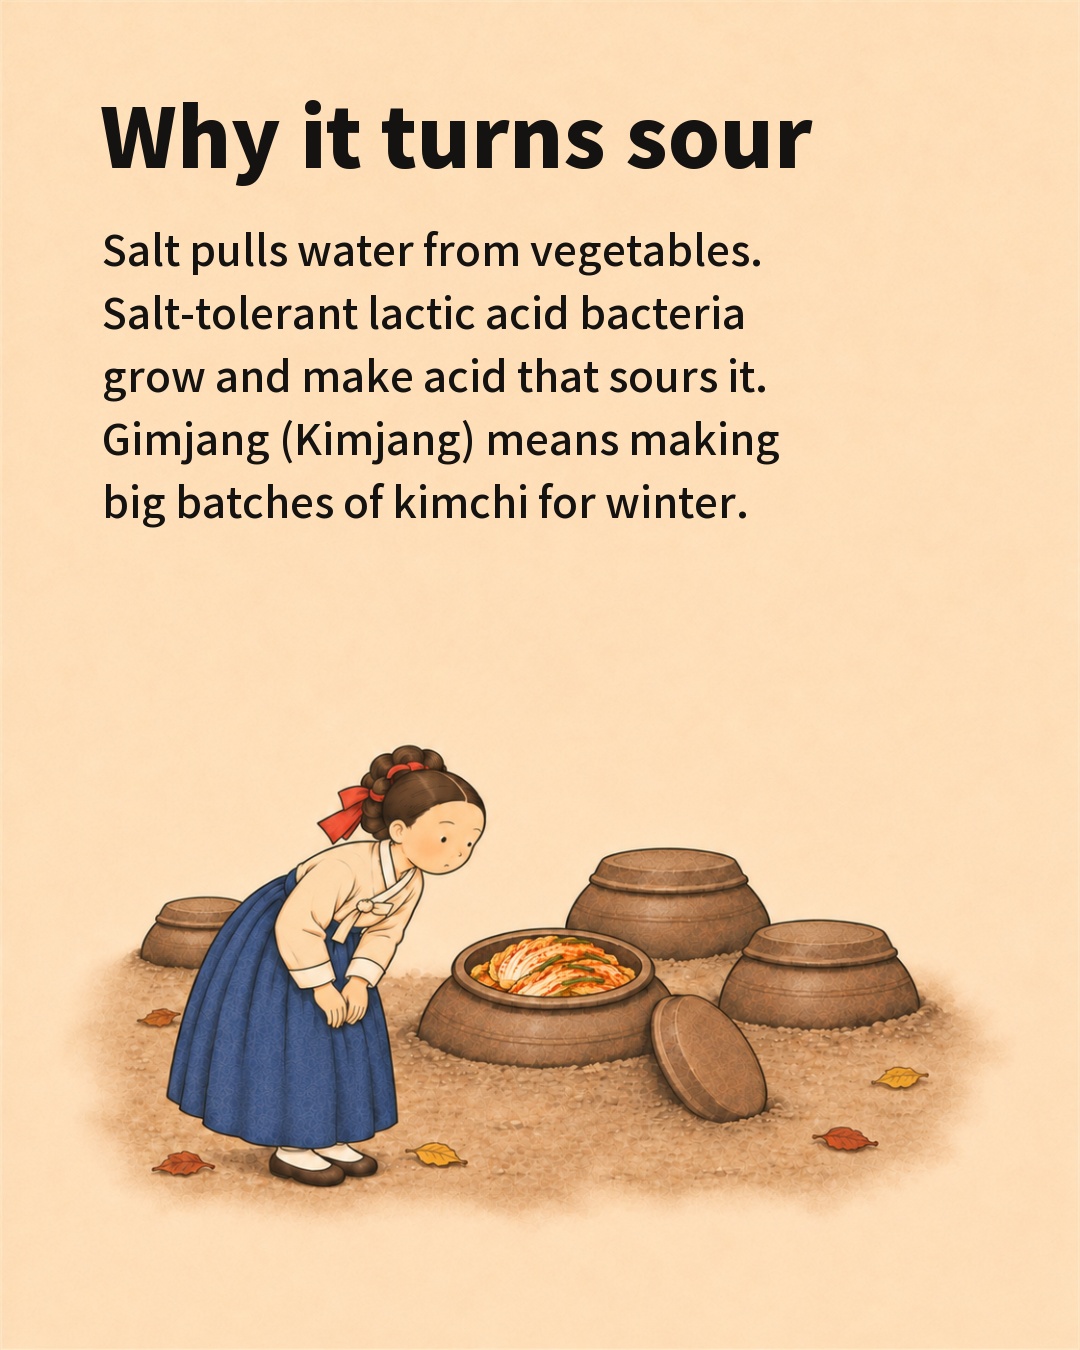 Why it turns sour
Salt pulls water from vegetables.
Salt-tolerant lactic acid bacteria
grow and make acid that sours it.
Gimjang (Kimjang) means making
big batches of kimchi for winter.